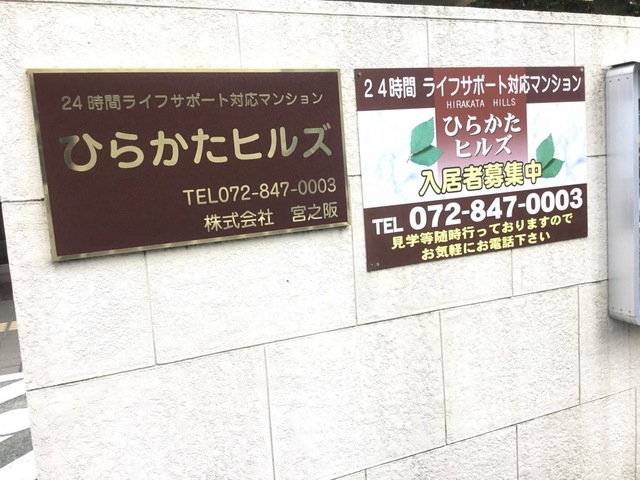 24時間ライフサポート対応マンション
ひらかたヒルズ
TEL072-847-0003
株式会社 宮之阪
24時間 ライフサポート対応マンション
HIRAKATA HILLS
ひらかた
ヒルズ
入居者募集中
TEL 072-847-0003
見学等随時行っておりますので
お気軽にお電話下さい